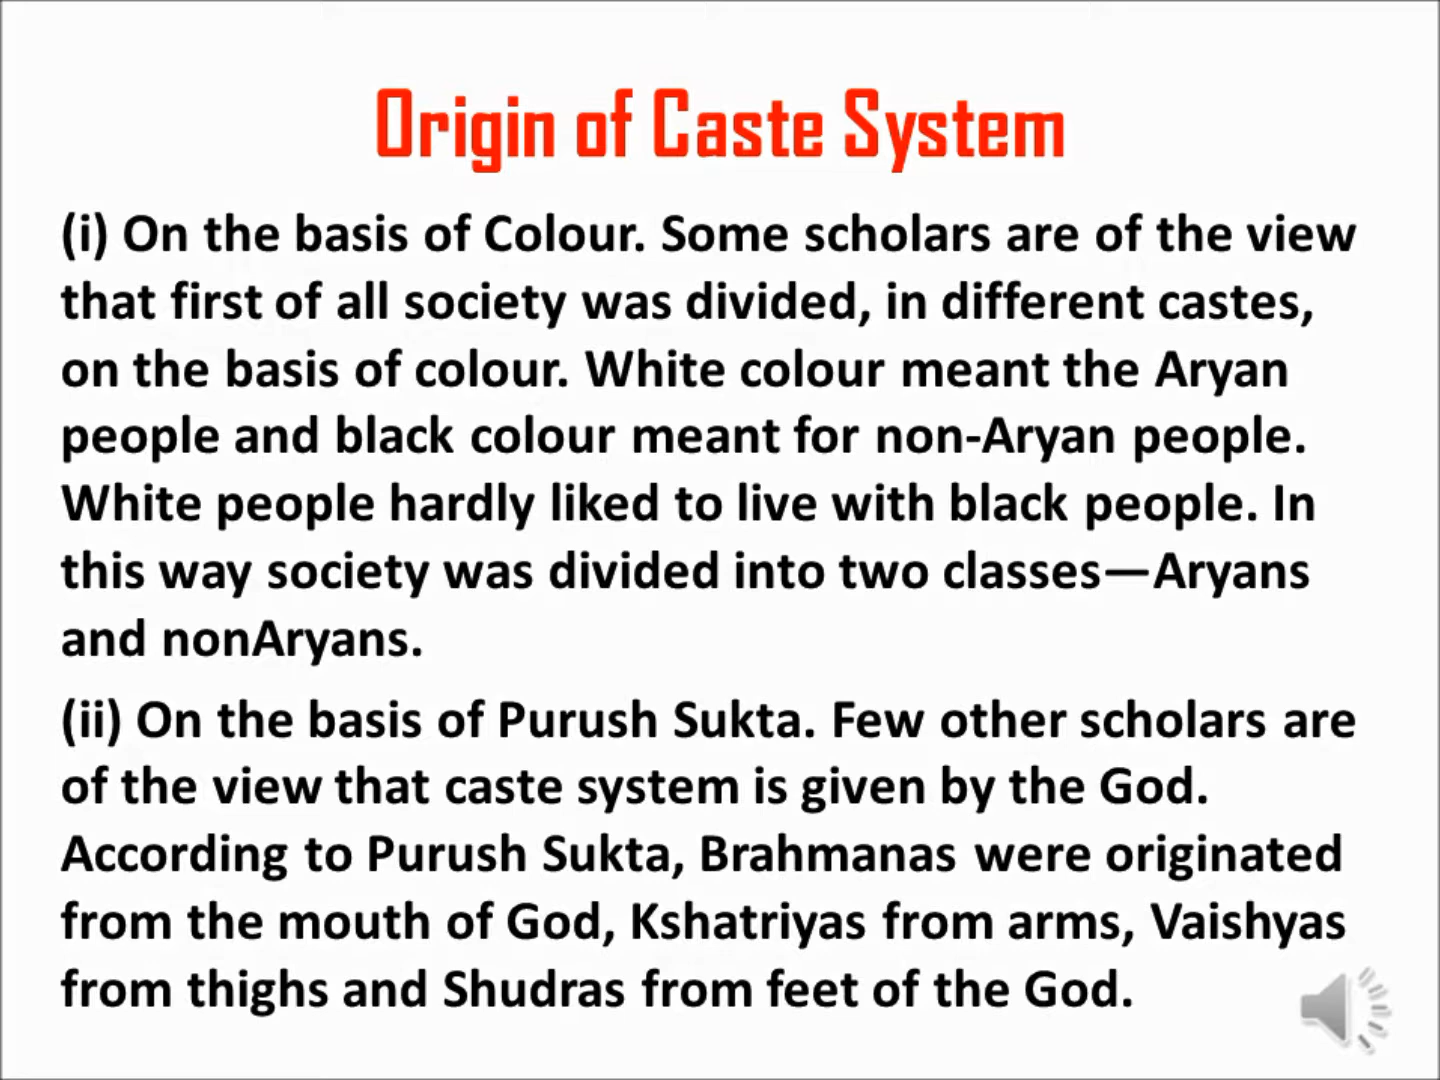 Origin of Caste System
(i) On the basis of Colour. Some scholars are of the view
that first of all society was divided, in different castes,
on the basis of colour. White colour meant the Aryan
people and black colour meant for non-Aryan people.
White people hardly liked to live with black people. In
this way society was divided into two classes—Aryans
and nonAryans.
(ii) On the basis of Purush Sukta. Few other scholars are
of the view that caste system is given by the God.
According to Purush Sukta, Brahmanas were originated
from the mouth of God, Kshatriyas from arms, Vaishyas
from thighs and Shudras from feet of the God.